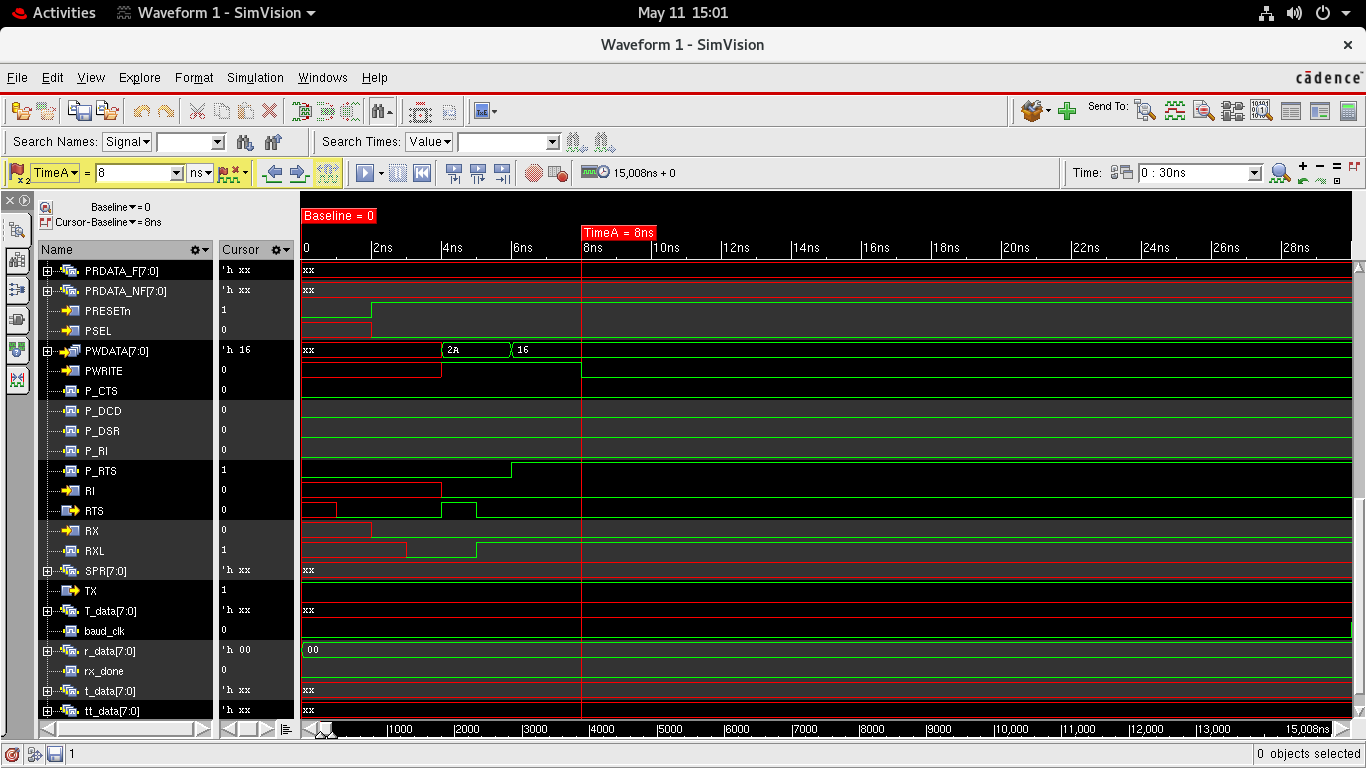 Activities Waveform 1 - SimVision May 11 15:01
Waveform 1 - SimVision
File Edit View Explore Format Simulation Windows Help cādence
Send To:
Search Names: Signal Search Times: Value
TimeA = 8 ns 15,008ns + 0 Time: 0 : 30ns
Baseline = 0
Cursor-Baseline = 8ns
Baseline = 0
TimeA = 8ns
Name Cursor 0 2ns 4ns 6ns 8ns 10ns 12ns 14ns 16ns 18ns 20ns 22ns 24ns 26ns 28ns
PRDATA_F[7:0] 'h xx xx
PRDATA_NF[7:0] 'h xx xx
PRESETn 1
PSEL 0
PWDATA[7:0] 'h 16 xx 2A 16
PWRITE 0
P_CTS 0
P_DCD 0
P_DSR 0
P_RI 0
P_RTS 1
RI 0
RTS 0
RX 0
RXL 1
SPR[7:0] 'h xx xx
TX 1
T_data[7:0] 'h xx xx
baud_clk 0
r_data[7:0] 'h 00 00
rx_done 0
t_data[7:0] 'h xx xx
tt_data[7:0] 'h xx xx
1000 2000 3000 4000 5000 6000 7000 8000 9000 10,000 11,000 12,000 13,000 15,008ns
1 0 objects selected